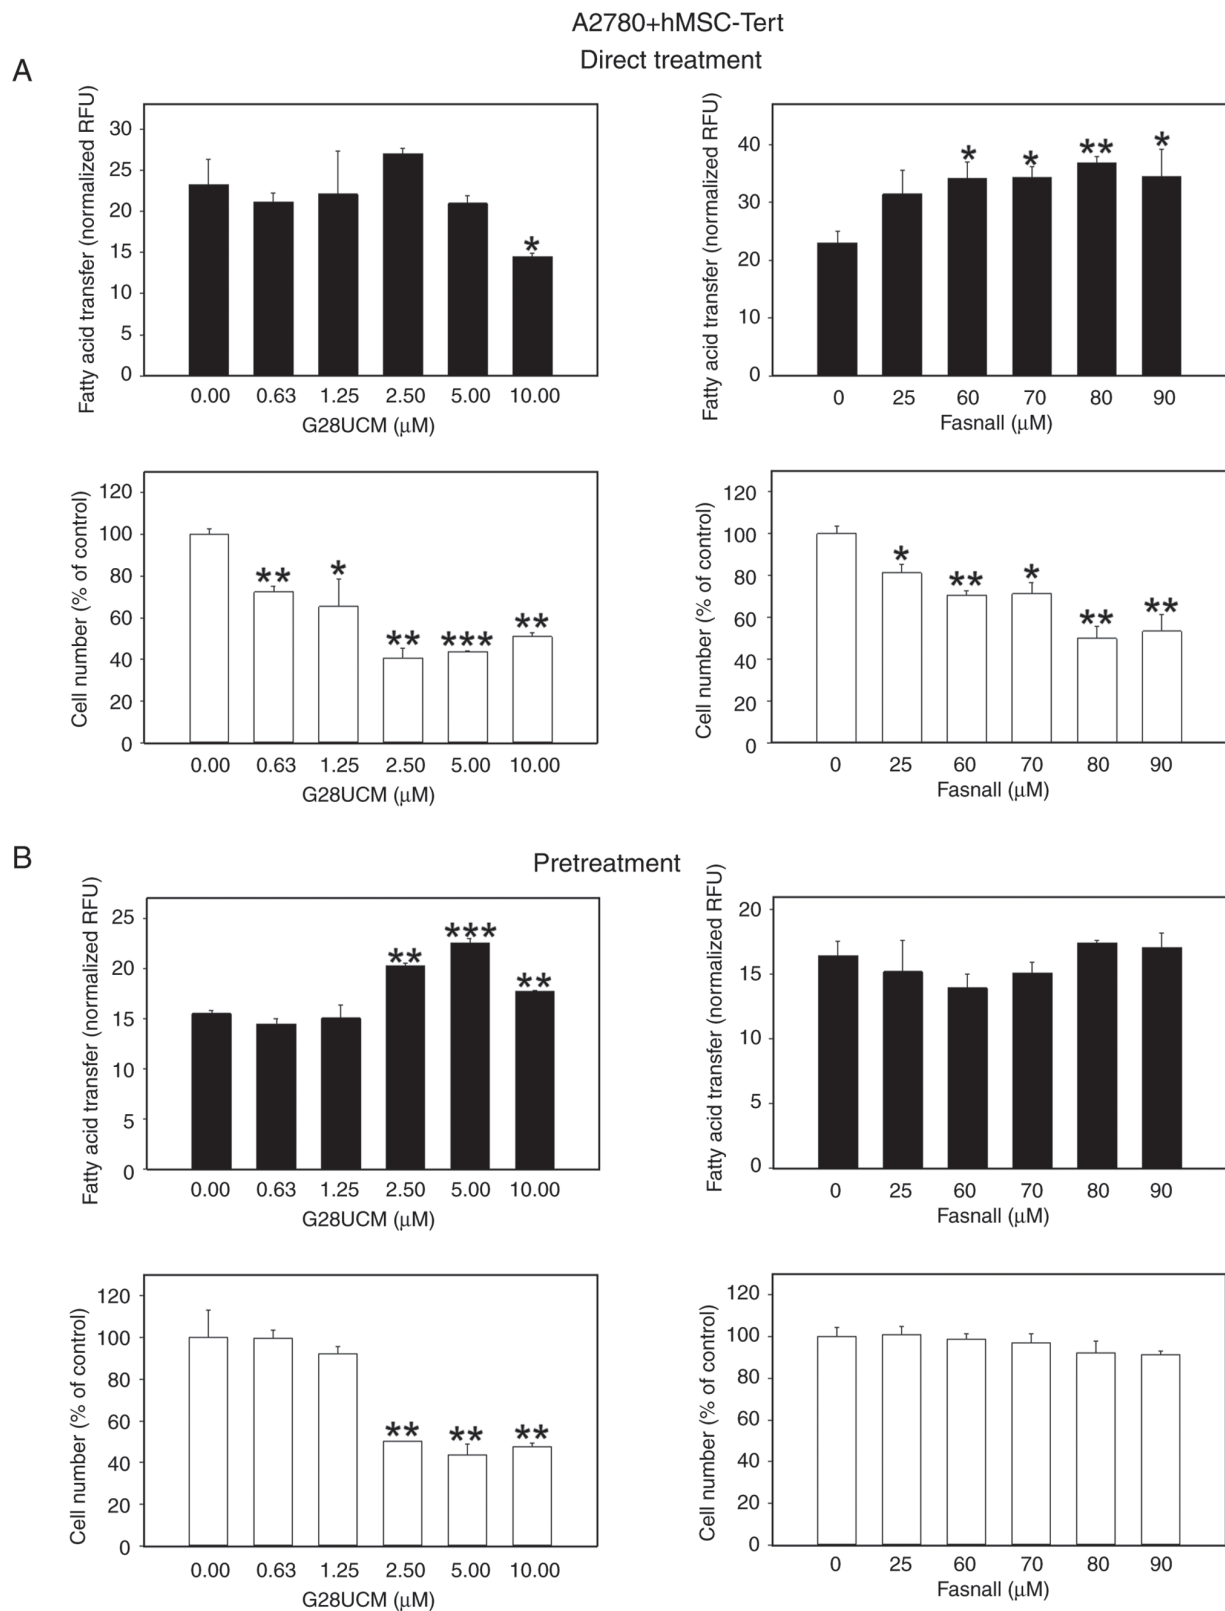 A2780+hMSC-Tert
Direct treatment
A
Fatty acid transfer (normalized RFU)
30
25
20
15
10
5
0
*
0.00 0.63 1.25 2.50 5.00 10.00
G28UCM (μM)
Fatty acid transfer (normalized RFU)
40
30
20
10
0
* * ** *
0 25 60 70 80 90
Fasnall (μM)
Cell number (% of control)
120
100
80
60
40
20
0
** * ** *** **
0.00 0.63 1.25 2.50 5.00 10.00
G28UCM (μM)
Cell number (% of control)
120
100
80
60
40
20
0
* ** * ** **
0 25 60 70 80 90
Fasnall (μM)
B
Pretreatment
Fatty acid transfer (normalized RFU)
25
20
15
10
5
0
** *** **
0.00 0.63 1.25 2.50 5.00 10.00
G28UCM (μM)
Fatty acid transfer (normalized RFU)
20
15
10
5
0
0 25 60 70 80 90
Fasnall (μM)
Cell number (% of control)
120
100
80
60
40
20
0
** ** **
0.00 0.63 1.25 2.50 5.00 10.00
G28UCM (μM)
Cell number (% of control)
120
100
80
60
40
20
0
0 25 60 70 80 90
Fasnall (μM)